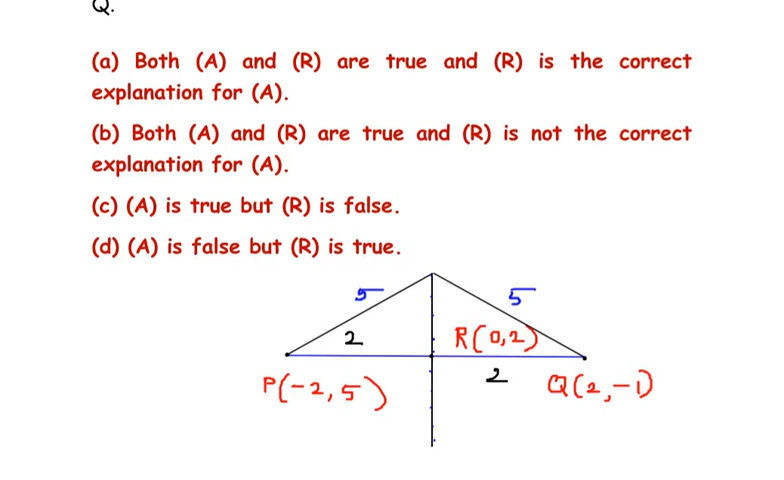 Q.
(a) Both (A) and (R) are true and (R) is the correct
explanation for (A).
(b) Both (A) and (R) are true and (R) is not the correct
explanation for (A).
(c) (A) is true but (R) is false.
(d) (A) is false but (R) is true.
5 5
2 R(0,2)
2
P(-2,5) Q(2,-1)